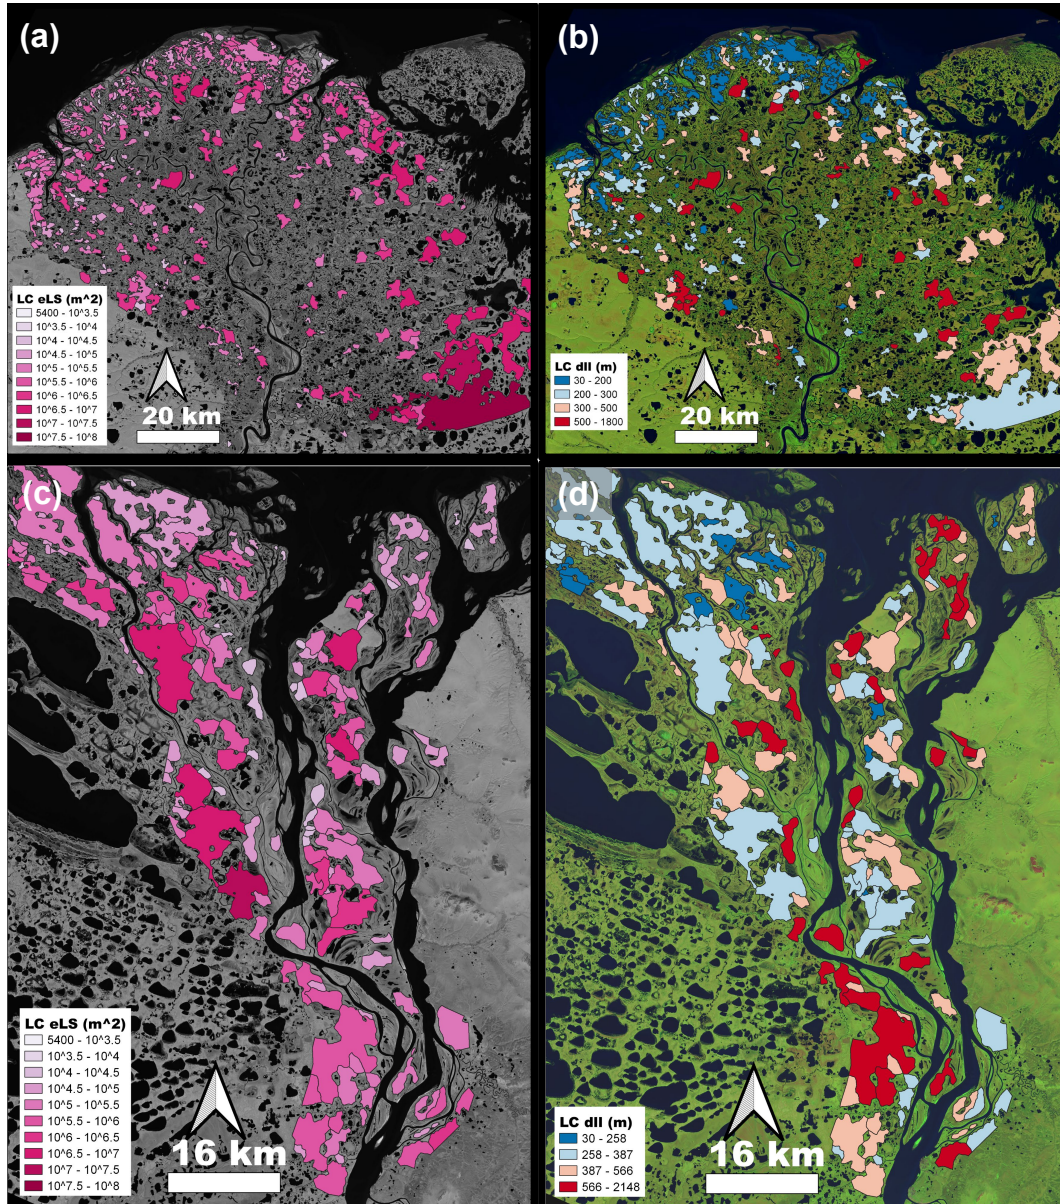 (a)
LC eLS (m^2)
5400 - 10^3.5
10^3.5 - 10^4
10^4 - 10^4.5
10^4.5 - 10^5
10^5 - 10^5.5
10^5.5 - 10^6
10^6 - 10^6.5
10^6.5 - 10^7
10^7 - 10^7.5
10^7.5 - 10^8
20 km
(b)
LC dll (m)
30 - 200
200 - 300
300 - 500
500 - 1800
20 km
(c)
LC eLS (m^2)
5400 - 10^3.5
10^3.5 - 10^4
10^4 - 10^4.5
10^4.5 - 10^5
10^5 - 10^5.5
10^5.5 - 10^6
10^6 - 10^6.5
10^6.5 - 10^7
10^7 - 10^7.5
10^7.5 - 10^8
16 km
(d)
LC dll (m)
30 - 258
258 - 387
387 - 566
566 - 2148
16 km